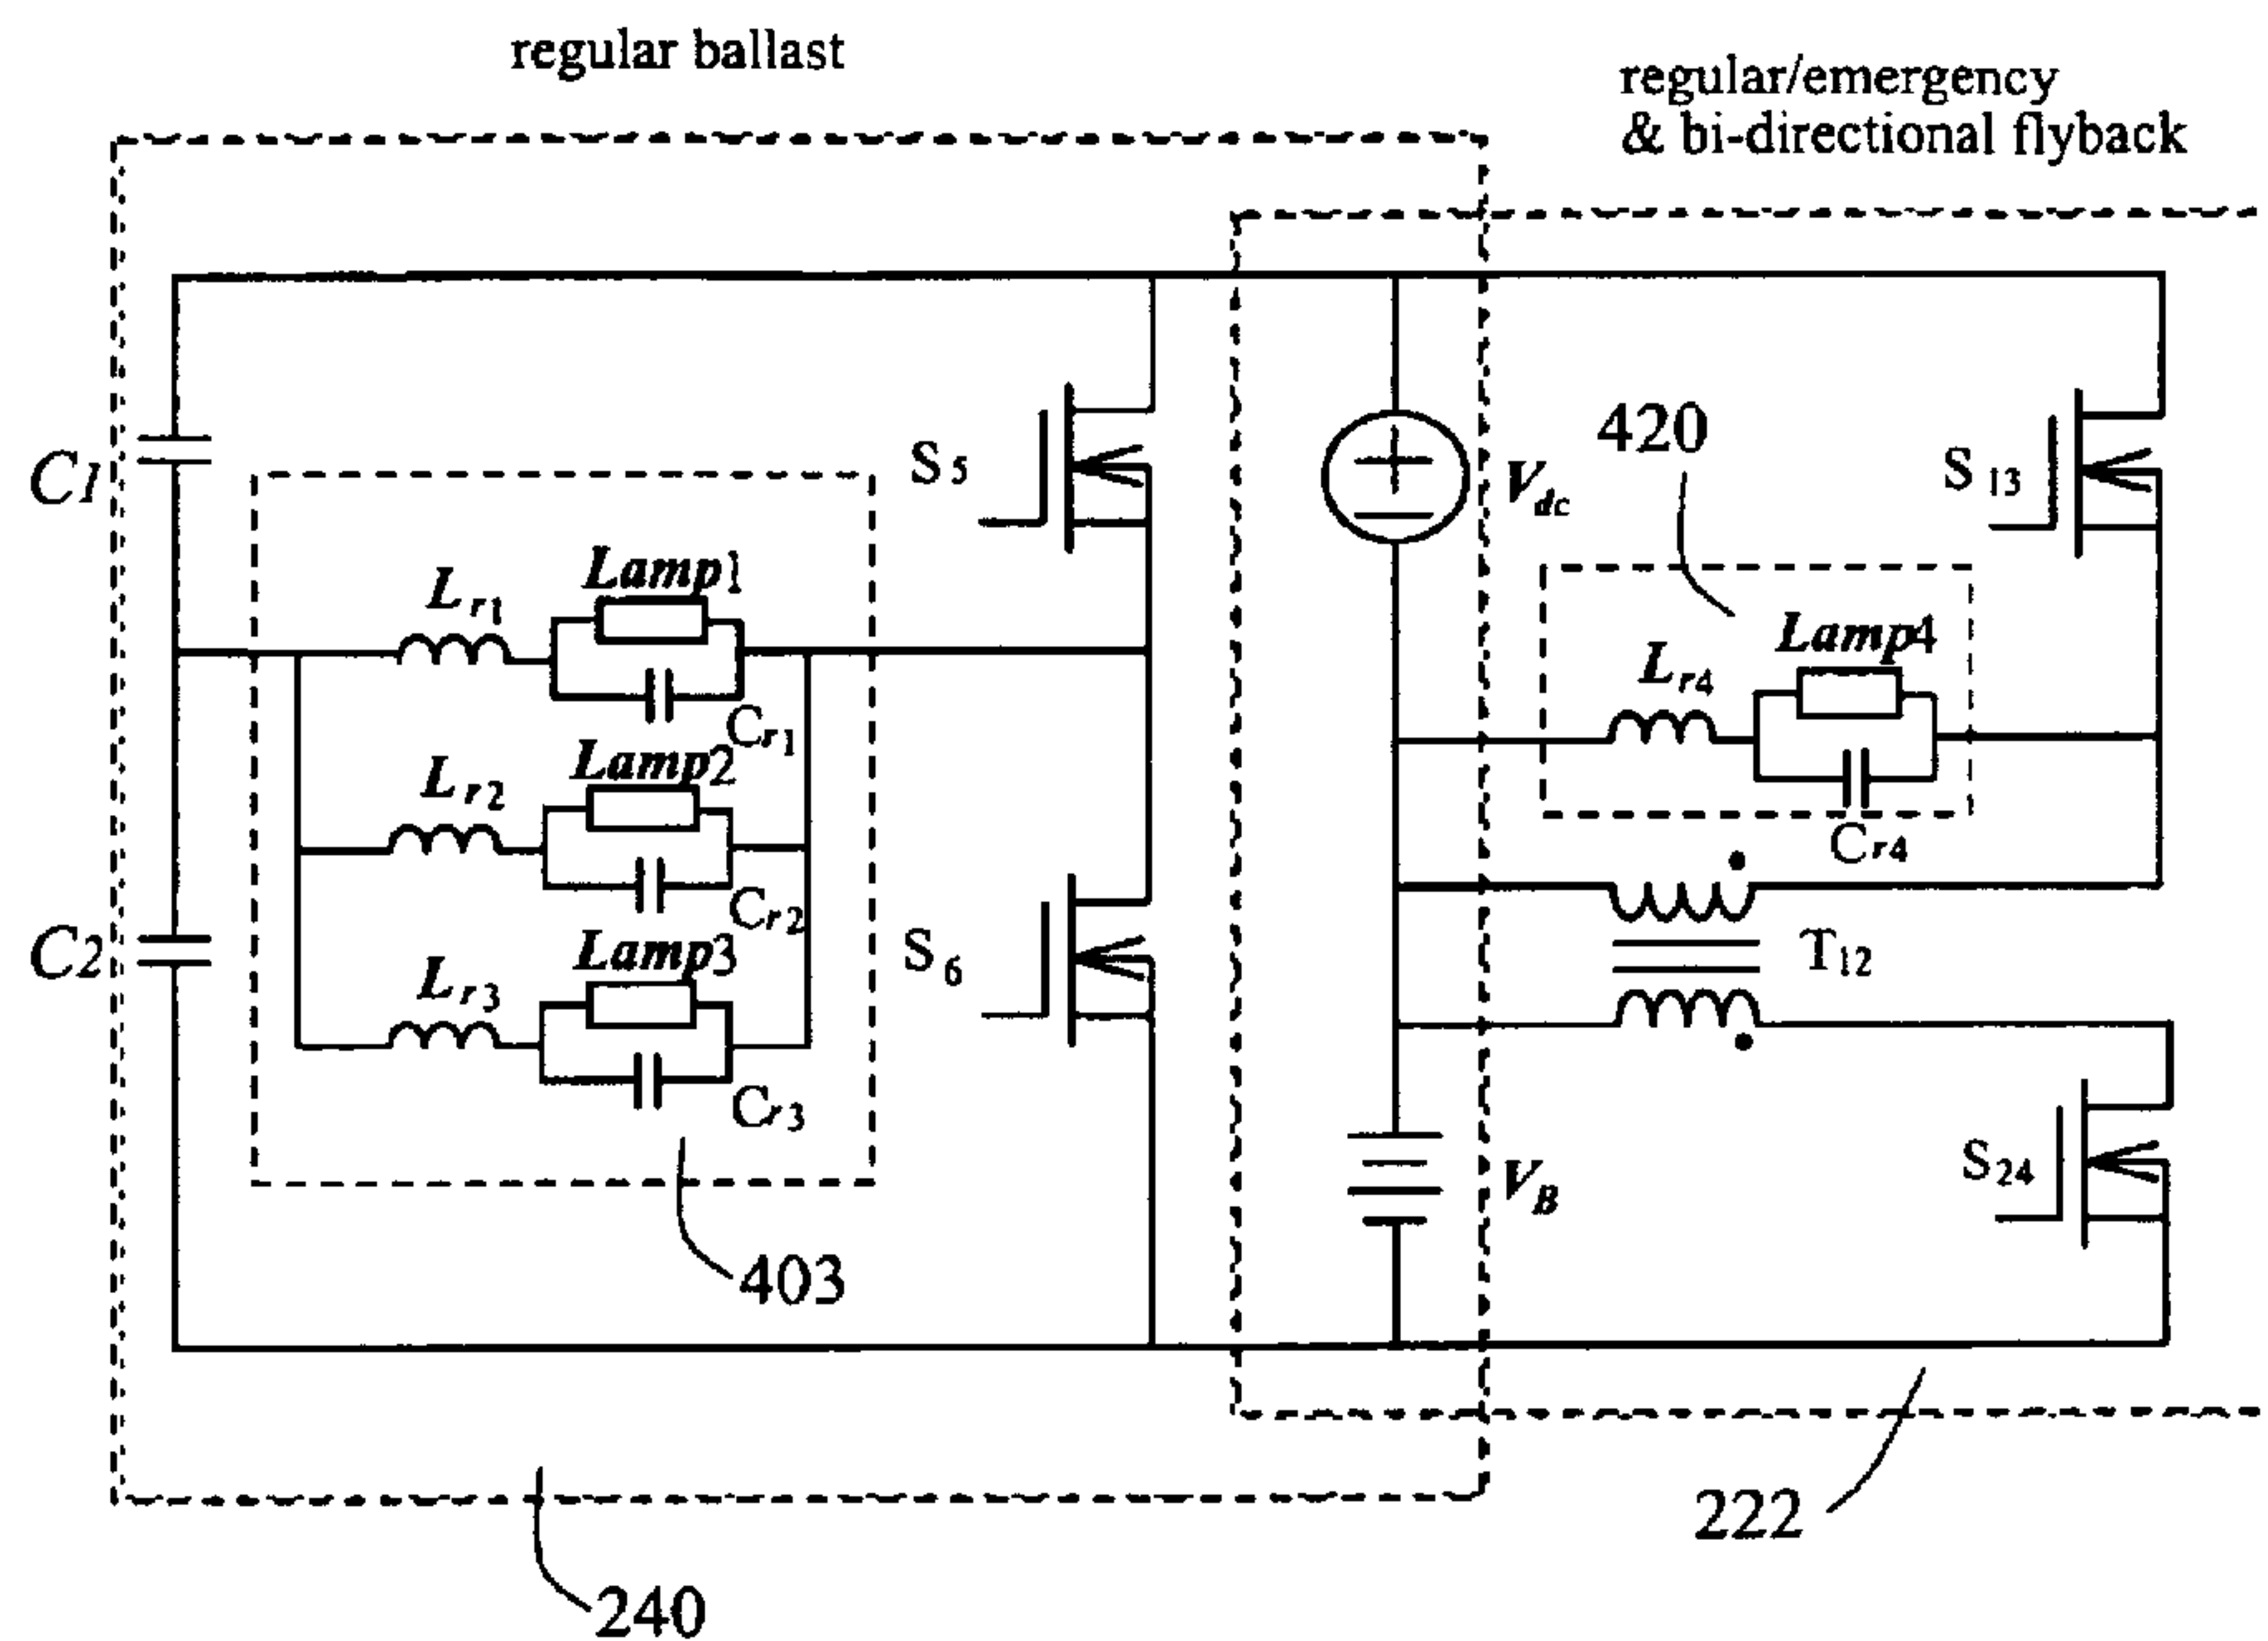 regular ballast
regular/emergency
& bi-directional flyback
C1
C2
S5
S6
Lr1
Lamp1
Cr1
Lr2
Lamp2
Cr2
Lr3
Lamp3
Cr3
403
240
Vdc
VB
420
S13
Lr4
Lamp4
Cr4
T12
S24
222